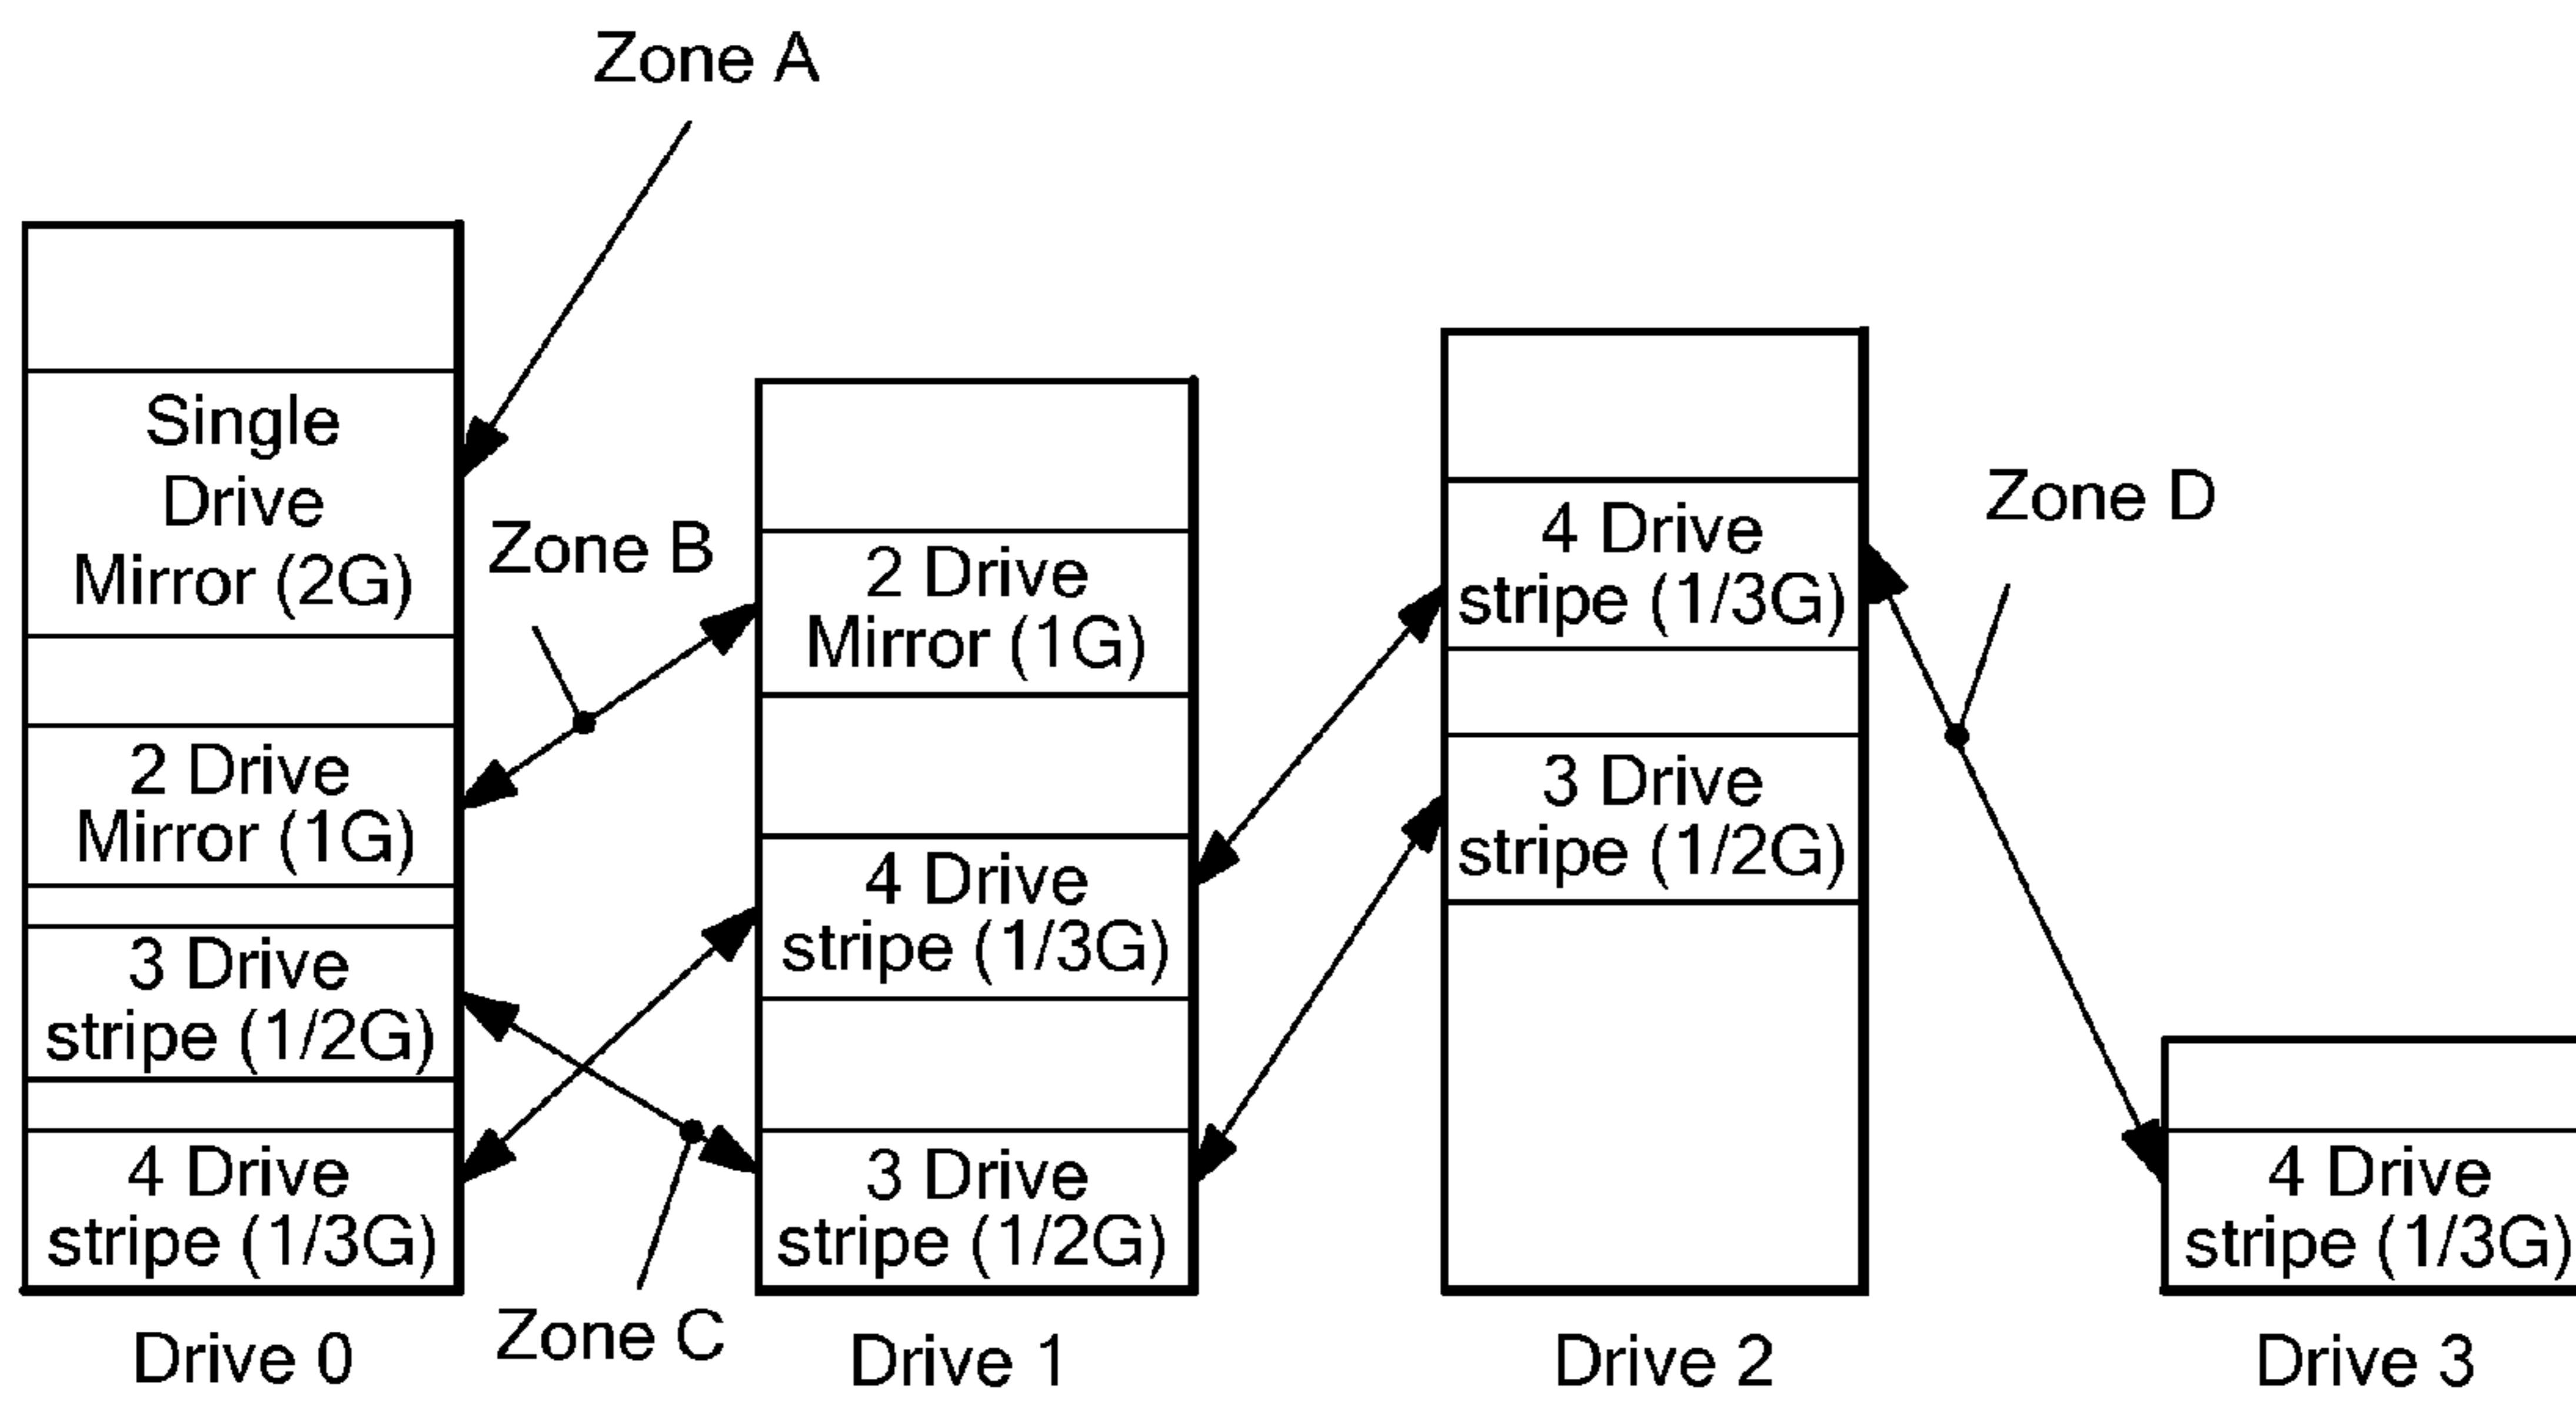 Zone A
Single
Drive
Mirror (2G)
Zone B
2 Drive
Mirror (1G)
3 Drive
stripe (1/2G)
4 Drive
stripe (1/3G)
Drive 0
Zone C
2 Drive
Mirror (1G)
4 Drive
stripe (1/3G)
3 Drive
stripe (1/2G)
Drive 1
4 Drive
stripe (1/3G)
3 Drive
stripe (1/2G)
Drive 2
Zone D
4 Drive
stripe (1/3G)
Drive 3